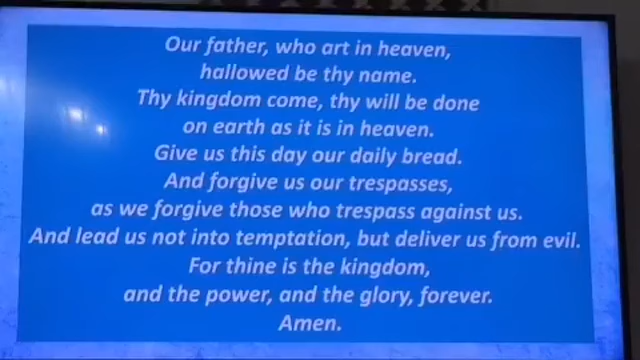 Our father, who art in heaven,
hallowed be thy name.
Thy kingdom come, thy will be done
on earth as it is in heaven.
Give us this day our daily bread.
And forgive us our trespasses,
as we forgive those who trespass against us.
And lead us not into temptation, but deliver us from evil.
For thine is the kingdom,
and the power, and the glory, forever.
Amen.